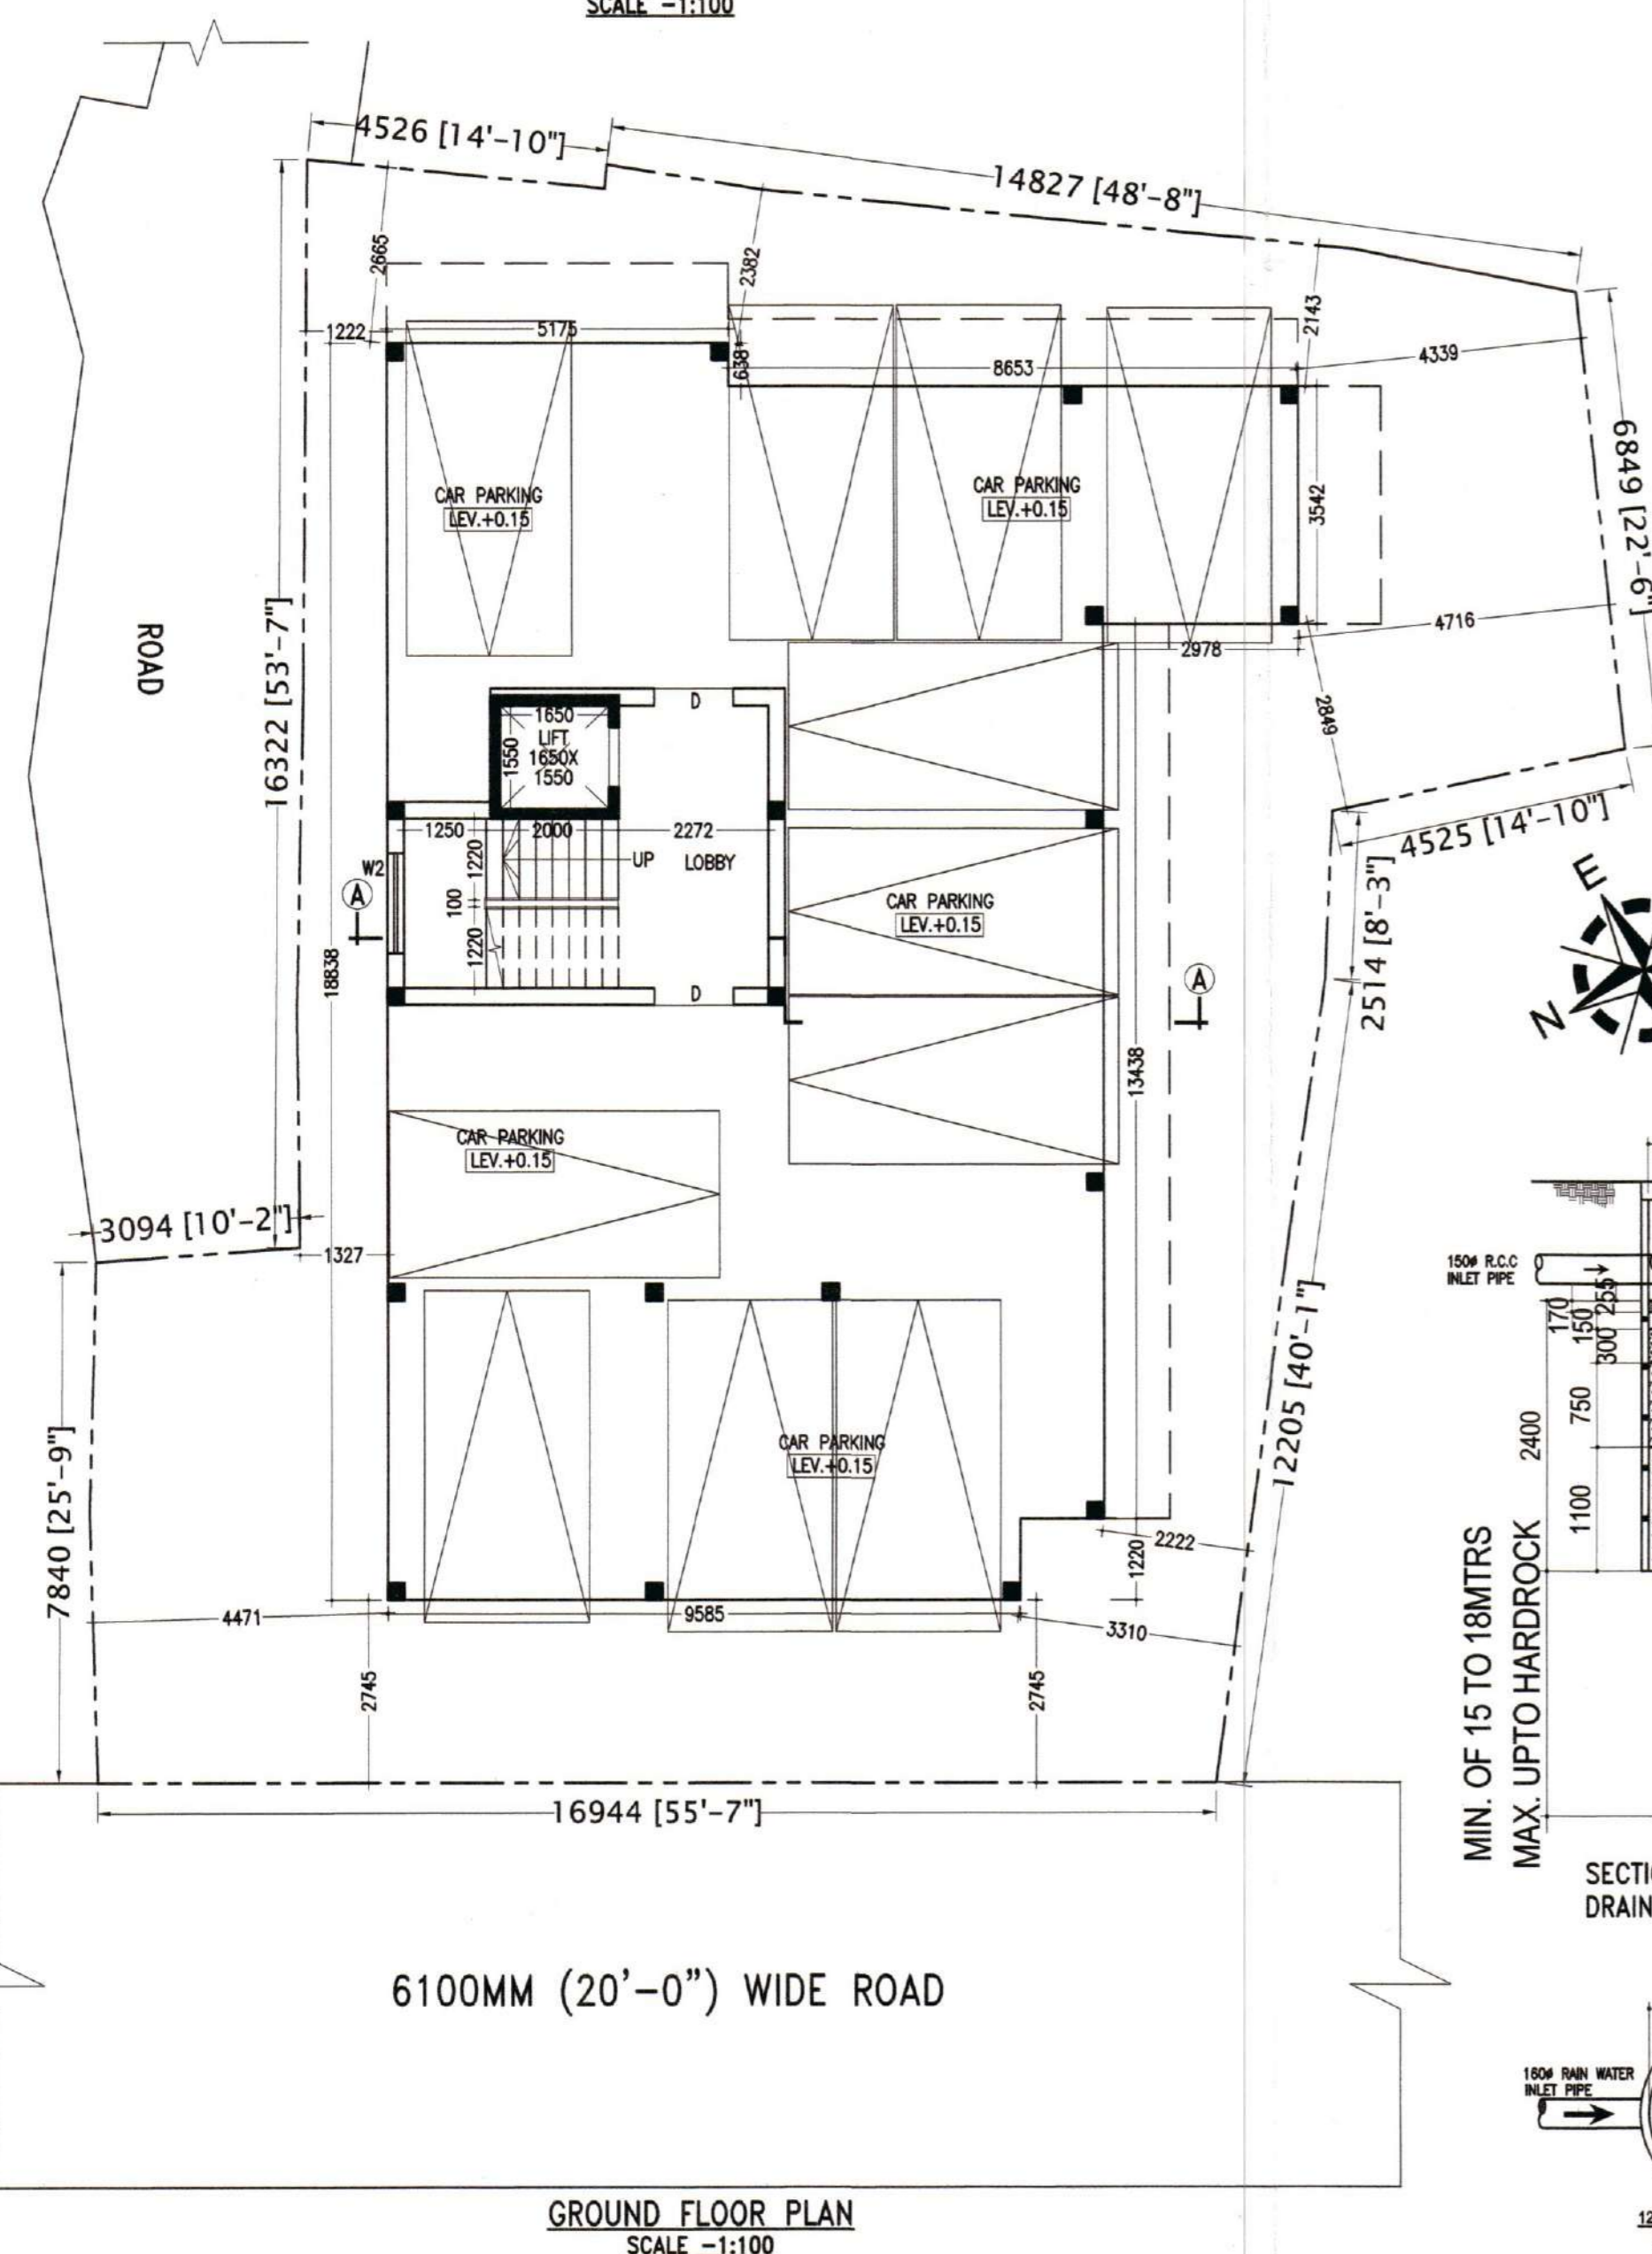 SCALE -1:100
4526 [14'-10"]
14827 [48'-8"]
2665
2382
2143
1222
5175
638
8653
4339
6849 [22'-6"]
CAR PARKING
LEV.+0.15
CAR PARKING
LEV.+0.15
3542
ROAD
16322 [53'-7"]
4716
2978
2849
D
1650
LIFT
1650X
1550
1550
4525 [14'-10"]
1250
2000
2272
UP
LOBBY
W2
A
1220
100
1220
CAR PARKING
LEV.+0.15
2514 [8'-3"]
E
N
18838
A
D
13438
CAR PARKING
LEV.+0.15
3094 [10'-2"]
1327
12205 [40'-1"]
150ø R.C.C
INLET PIPE
170
150
255
300
750
2400
1100
CAR PARKING
LEV.+0.15
7840 [25'-9"]
2222
1220
4471
9585
3310
2745
2745
MIN. OF 15 TO 18MTRS
MAX. UPTO HARDROCK
16944 [55'-7"]
SECTI
DRAIN
6100MM (20'-0") WIDE ROAD
160ø RAIN WATER
INLET PIPE
GROUND FLOOR PLAN
SCALE -1:100
12